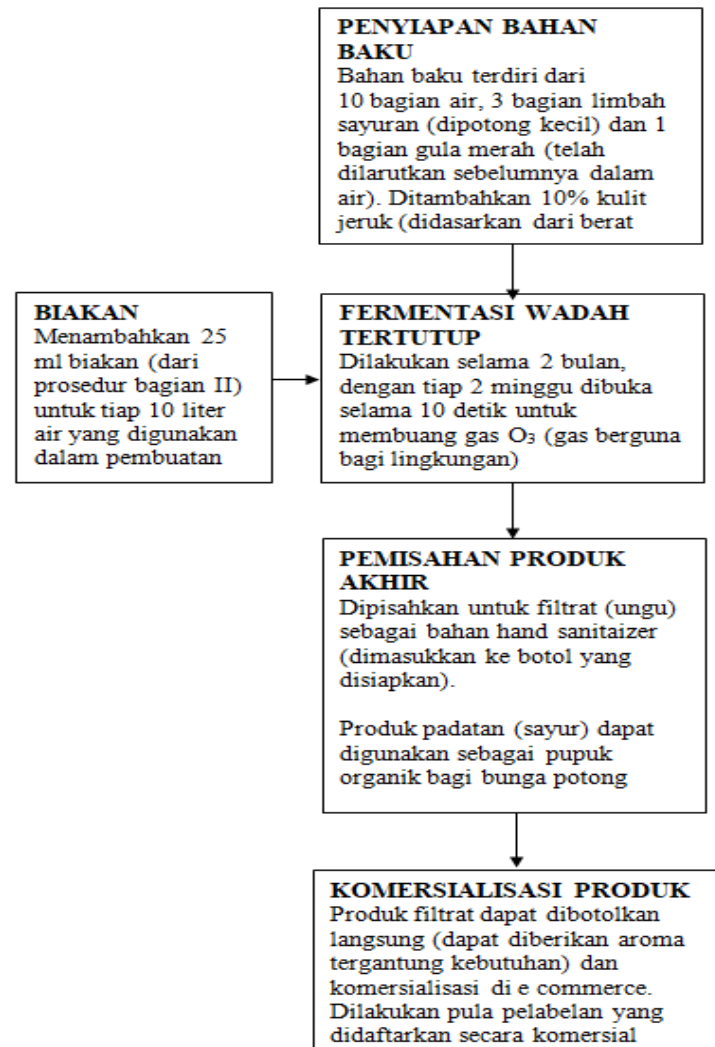 PENYIAPAN BAHAN
BAKU
Bahan baku terdiri dari
10 bagian air, 3 bagian limbah
sayuran (dipotong kecil) dan 1
bagian gula merah (telah
dilarutkan sebelumnya dalam
air). Ditambahkan 10% kulit
jeruk (didasarkan dari berat
BIAKAN
Menambahkan 25
ml biakan (dari
prosedur bagian II)
untuk tiap 10 liter
air yang digunakan
dalam pembuatan
FERMENTASI WADAH
TERTUTUP
Dilakukan selama 2 bulan,
dengan tiap 2 minggu dibuka
selama 10 detik untuk
membuang gas O₃ (gas berguna
bagi lingkungan)
PEMISAHAN PRODUK
AKHIR
Dipisahkan untuk filtrat (ungu)
sebagai bahan hand sanitaizer
(dimasukkan ke botol yang
disiapkan).
Produk padatan (sayur) dapat
digunakan sebagai pupuk
organik bagi bunga potong
KOMERSIALISASI PRODUK
Produk filtrat dapat dibotolkan
langsung (dapat diberikan aroma
tergantung kebutuhan) dan
komersialisasi di e commerce.
Dilakukan pula pelabelan yang
didaftarkan secara komersial